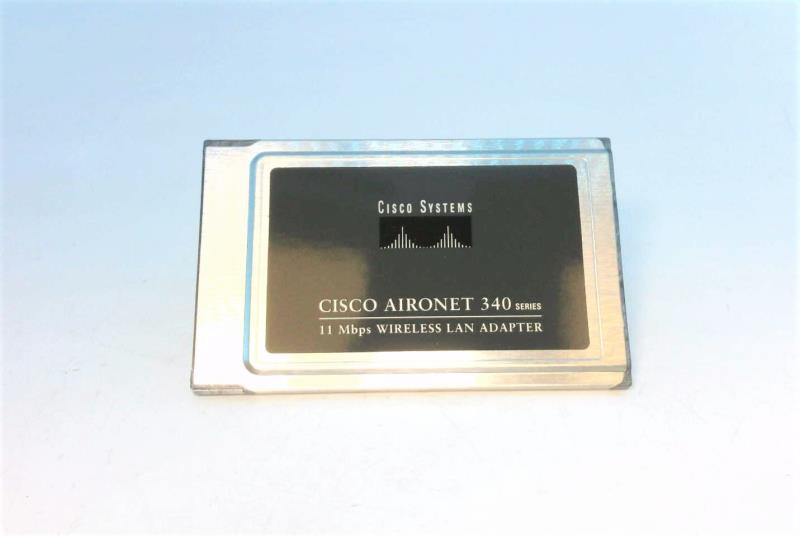 CISCO SYSTEMS
CISCO AIRONET 340 SERIES
11 Mbps WIRELESS LAN ADAPTER